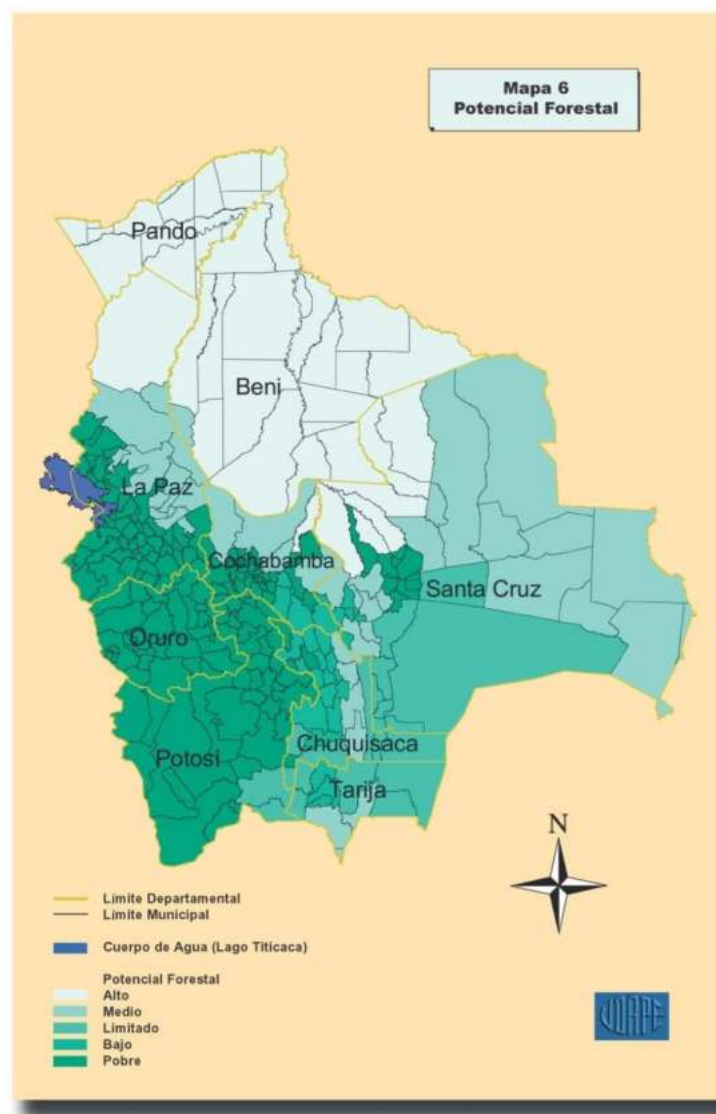 Mapa 6
Potencial Forestal
Pando
Beni
La Paz
Cochabamba
Santa Cruz
Oruro
Potosí
Chuquisaca
Tarija
N
Límite Departamental
Límite Municipal
Cuerpo de Agua (Lago Titicaca)
Potencial Forestal
Alto
Medio
Limitado
Bajo
Pobre
UDAPE